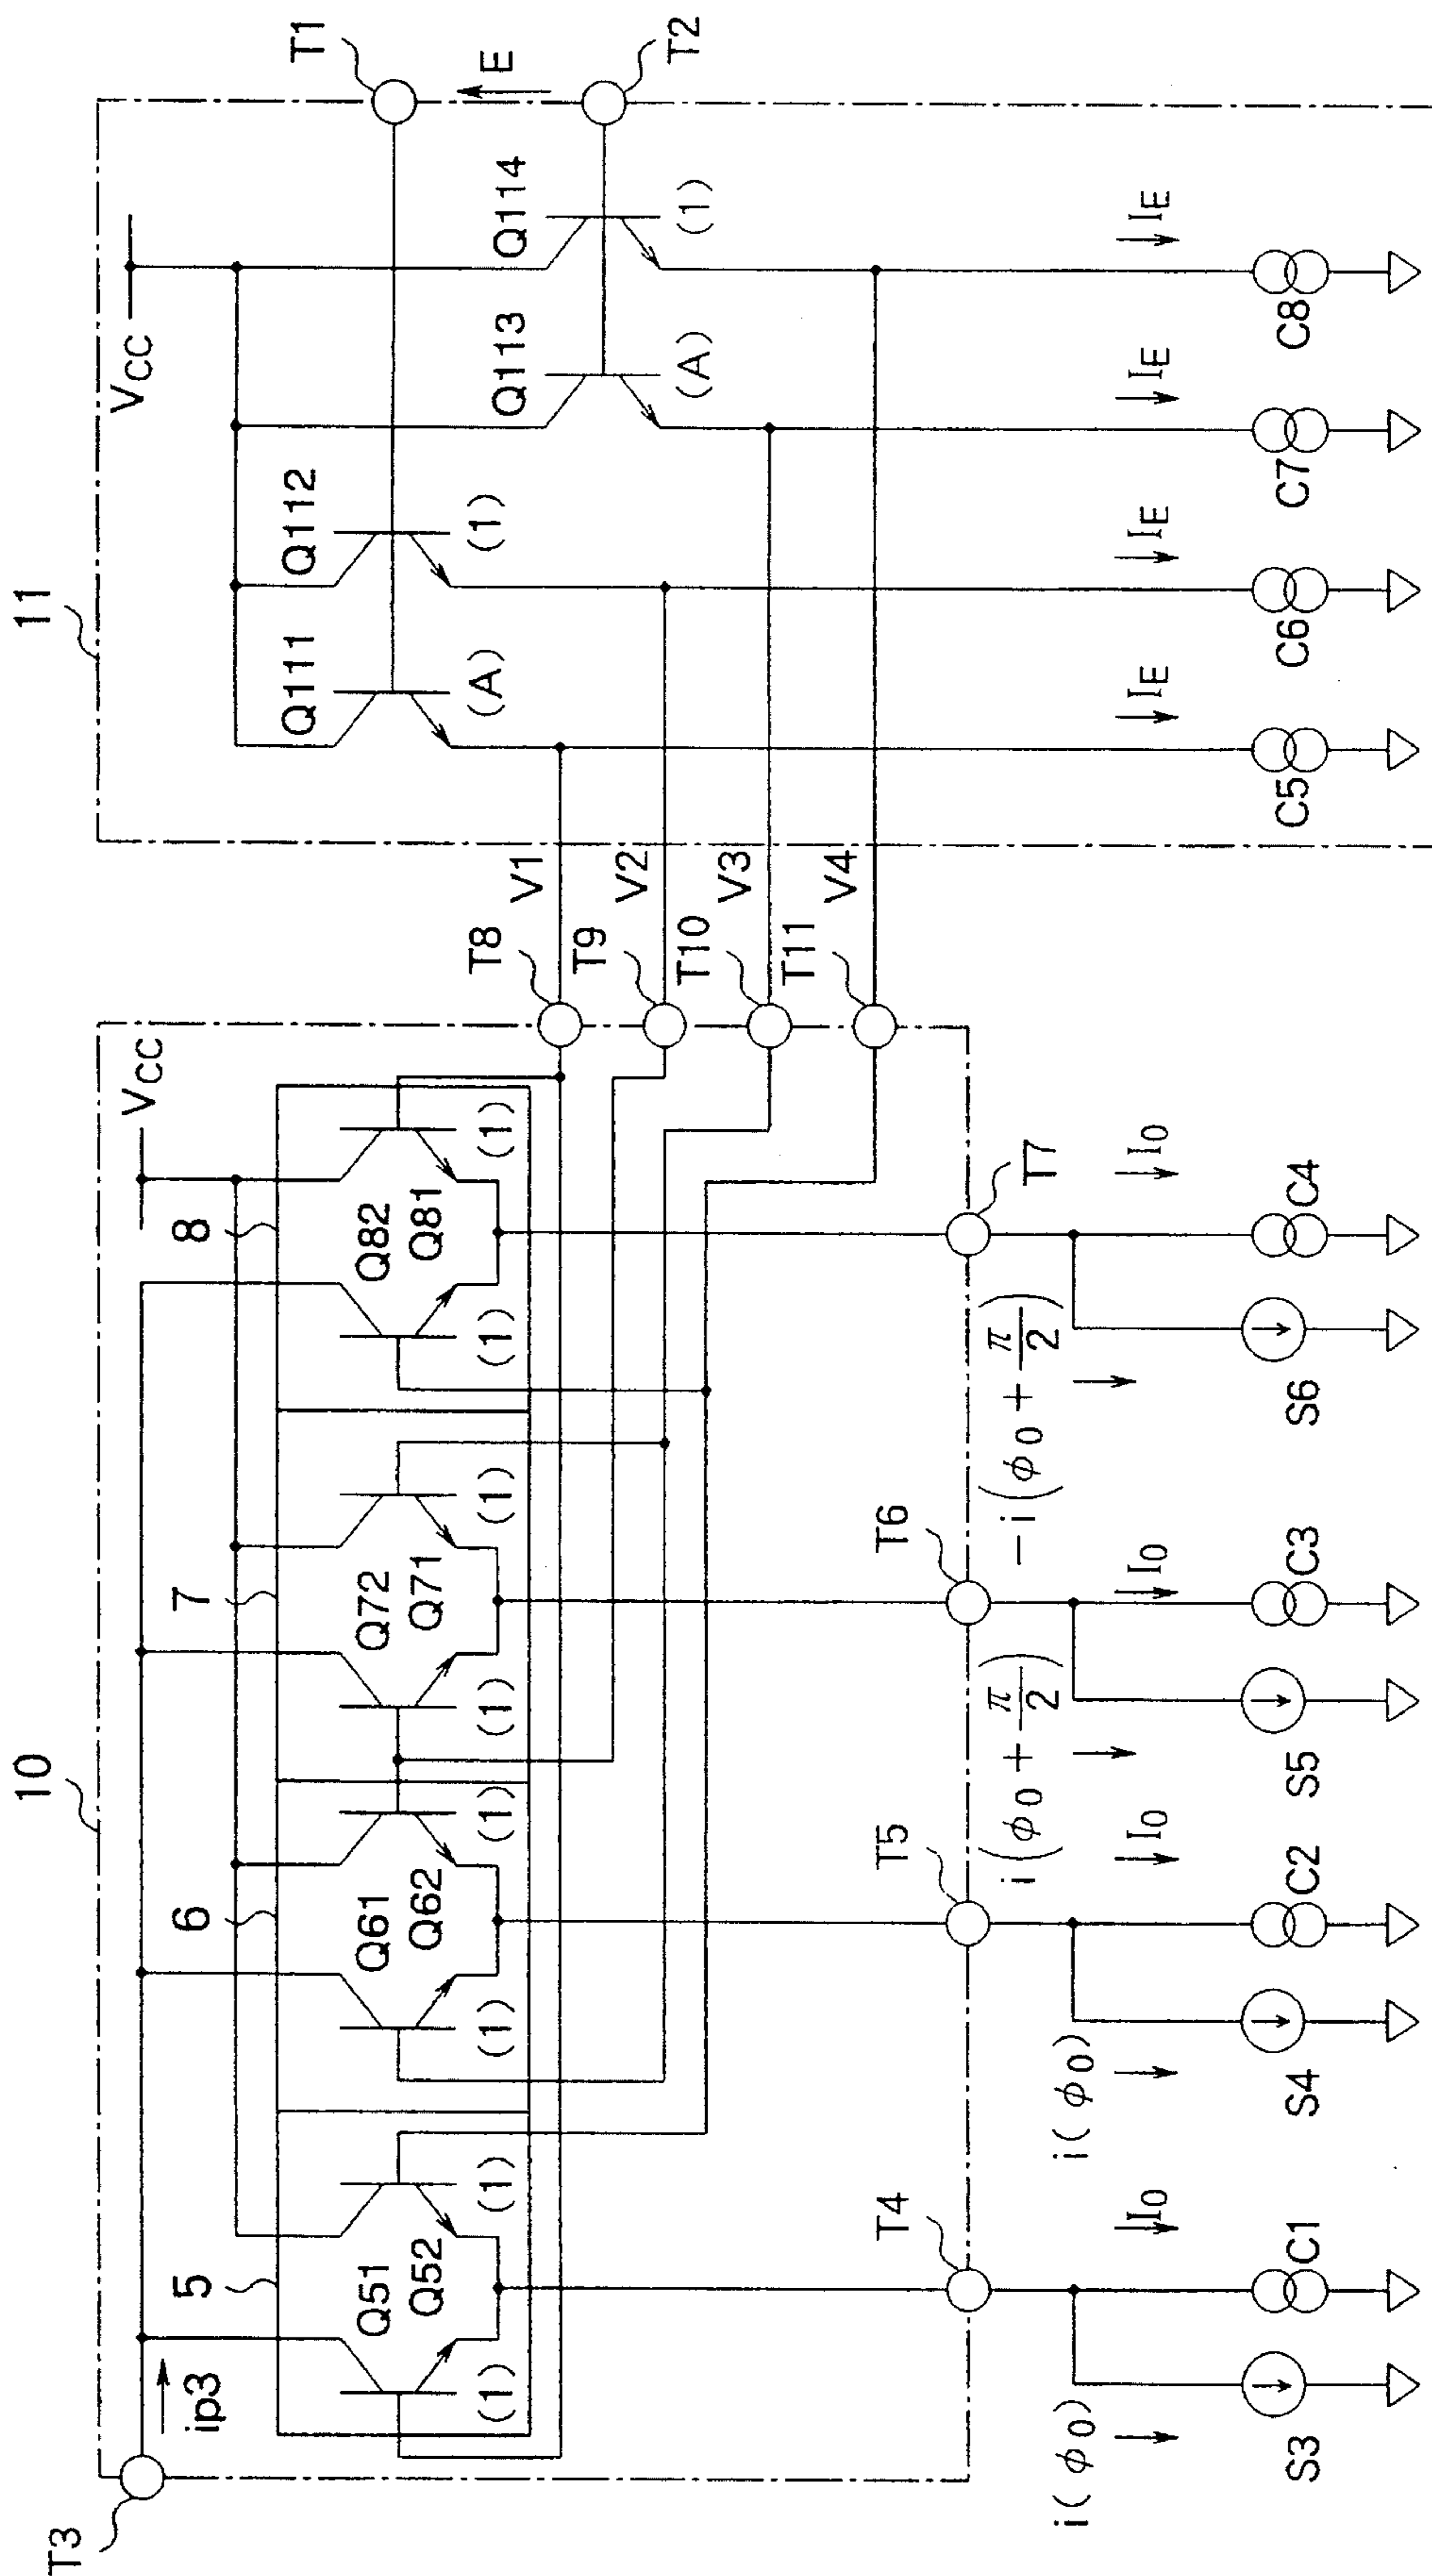 10
11
T3
ip3
VCC
5
6
7
8
Q51
Q52
(1)
(1)
Q61
Q62
(1)
(1)
Q72
Q71
(1)
(1)
Q82
Q81
(1)
(1)
T8
T9
T10
T11
V1
V2
V3
V4
VCC
Q111
(A)
Q112
(1)
Q113
(A)
Q114
(1)
T1
E
T2
T4
T5
T6
T7
i(φ0)
I0
i(φ0)
I0
i(φ0+π/2)
I0
−i(φ0+π/2)
I0
S3
C1
S4
C2
S5
C3
S6
C4
IE
IE
IE
IE
C5
C6
C7
C8